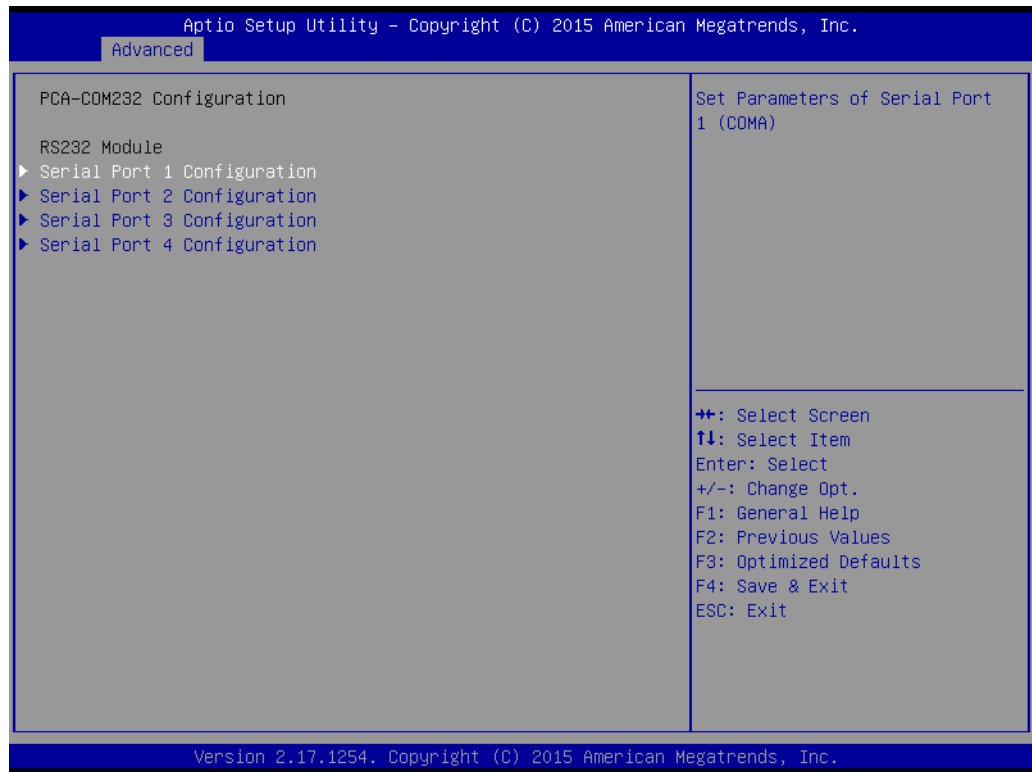 Aptio Setup Utility – Copyright (C) 2015 American Megatrends, Inc.
Advanced
PCA-COM232 Configuration
RS232 Module
Serial Port 1 Configuration
Serial Port 2 Configuration
Serial Port 3 Configuration
Serial Port 4 Configuration
Set Parameters of Serial Port
1 (COMA)
→←: Select Screen
↑↓: Select Item
Enter: Select
+/-: Change Opt.
F1: General Help
F2: Previous Values
F3: Optimized Defaults
F4: Save & Exit
ESC: Exit
Version 2.17.1254. Copyright (C) 2015 American Megatrends, Inc.